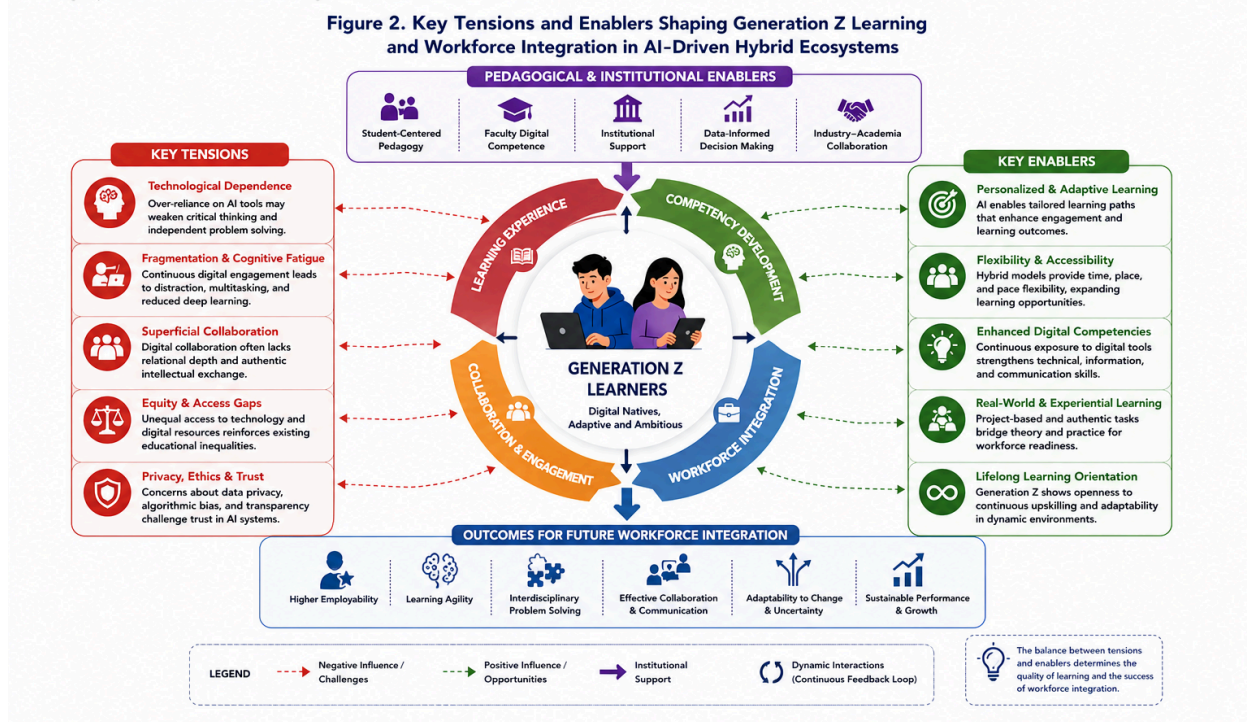 Figure 2. Key Tensions and Enablers Shaping Generation Z Learning
and Workforce Integration in AI-Driven Hybrid Ecosystems
PEDAGOGICAL & INSTITUTIONAL ENABLERS
Student-Centered
Pedagogy
Faculty Digital
Competence
Institutional
Support
Data-Informed
Decision Making
Industry–Academia
Collaboration
KEY TENSIONS
Technological Dependence
Over-reliance on AI tools may
weaken critical thinking and
independent problem solving.
Fragmentation & Cognitive Fatigue
Continuous digital engagement leads
to distraction, multitasking, and
reduced deep learning.
Superficial Collaboration
Digital collaboration often lacks
relational depth and authentic
intellectual exchange.
Equity & Access Gaps
Unequal access to technology and
digital resources reinforces existing
educational inequalities.
Privacy, Ethics & Trust
Concerns about data privacy,
algorithmic bias, and transparency
challenge trust in AI systems.
LEARNING EXPERIENCE
COMPETENCY DEVELOPMENT
COLLABORATION & ENGAGEMENT
WORKFORCE INTEGRATION
GENERATION Z
LEARNERS
Digital Natives,
Adaptive and Ambitious
KEY ENABLERS
Personalized & Adaptive Learning
AI enables tailored learning paths
that enhance engagement and
learning outcomes.
Flexibility & Accessibility
Hybrid models provide time, place,
and pace flexibility, expanding
learning opportunities.
Enhanced Digital Competencies
Continuous exposure to digital tools
strengthens technical, information,
and communication skills.
Real-World & Experiential Learning
Project-based and authentic tasks
bridge theory and practice for
workforce readiness.
Lifelong Learning Orientation
Generation Z shows openness to
continuous upskilling and adaptability
in dynamic environments.
OUTCOMES FOR FUTURE WORKFORCE INTEGRATION
Higher Employability
Learning Agility
Interdisciplinary
Problem Solving
Effective Collaboration
& Communication
Adaptability to Change
& Uncertainty
Sustainable Performance
& Growth
LEGEND
Negative Influence /
Challenges
Positive Influence /
Opportunities
Institutional
Support
Dynamic Interactions
(Continuous Feedback Loop)
The balance between tensions
and enablers determines the
quality of learning and the success
of workforce integration.